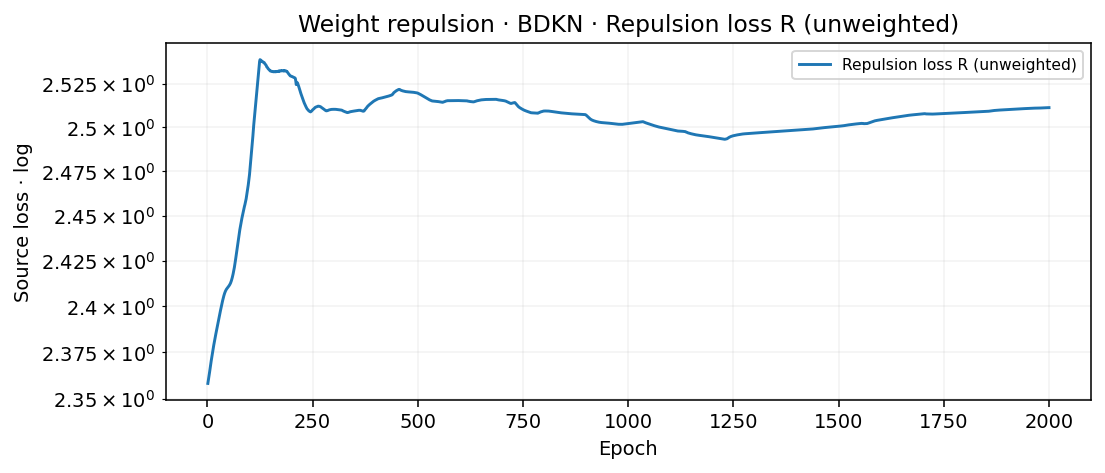 Weight repulsion · BDKN · Repulsion loss R (unweighted)
Repulsion loss R (unweighted)
Source loss · log
2.525 × 10⁰
2.5 × 10⁰
2.475 × 10⁰
2.45 × 10⁰
2.425 × 10⁰
2.4 × 10⁰
2.375 × 10⁰
2.35 × 10⁰
0 250 500 750 1000 1250 1500 1750 2000
Epoch